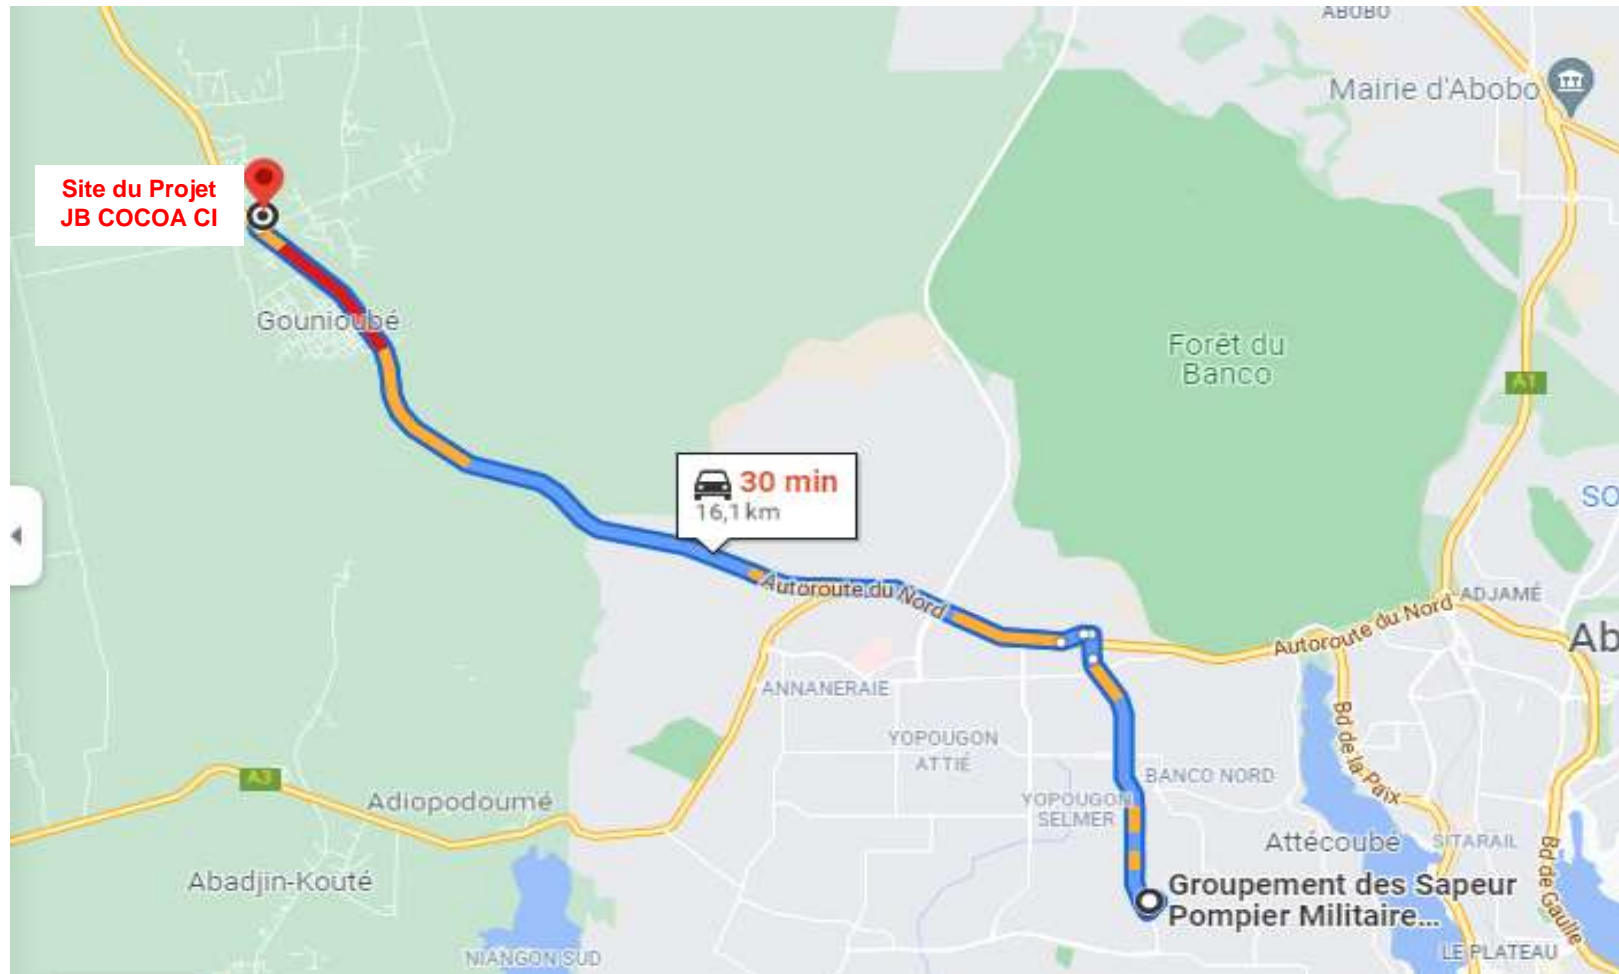 ABOBO
Mairie d'Abobo
Site du Projet
JB COCOA CI
Gounioubé
Forêt du
Banco
A1
30 min
16,1 km
SO
Autoroute du Nord
ADJAMÉ
Autoroute du Nord
Ab
ANNANERAIE
Bd de la Paix
YOPOUGON
ATTIÉ
BANCO NORD
A3
Adiopodoumé
YOPOUGON
SELMER
Attécoubé
SITARAIL
Bd de Gaulle
Abadjin-Kouté
Groupement des Sapeur
Pompier Militaire...
NIANGON SUD
LE PLATEAU